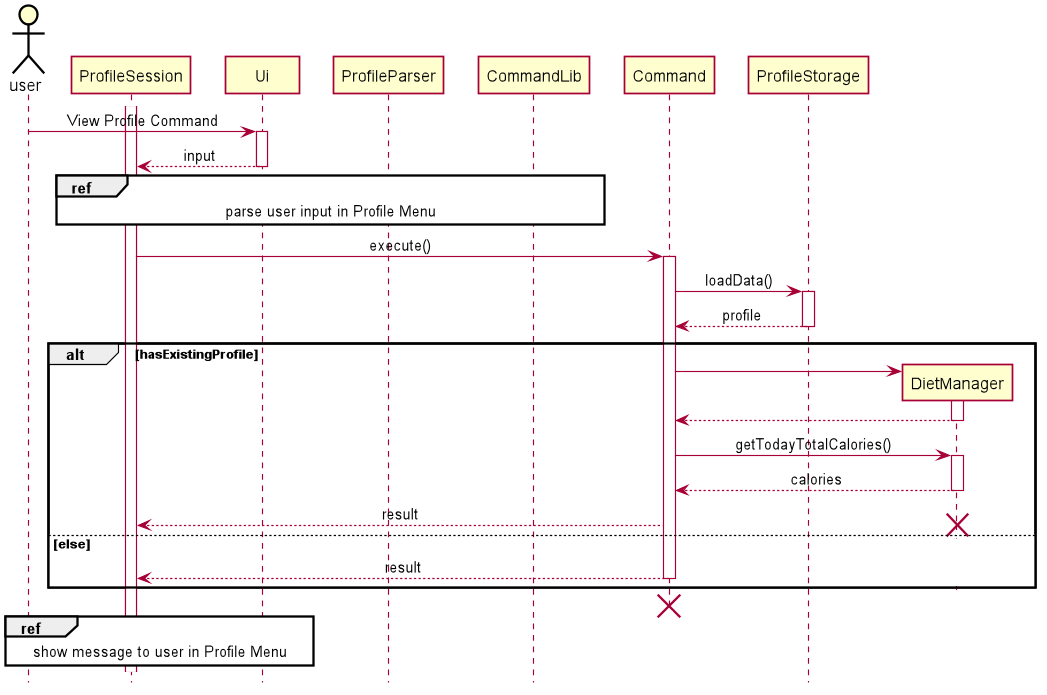 user
ProfileSession
Ui
ProfileParser
CommandLib
Command
ProfileStorage
View Profile Command
input
ref
parse user input in Profile Menu
execute()
loadData()
profile
alt
[hasExistingProfile]
DietManager
getTodayTotalCalories()
calories
result
[else]
result
ref
show message to user in Profile Menu